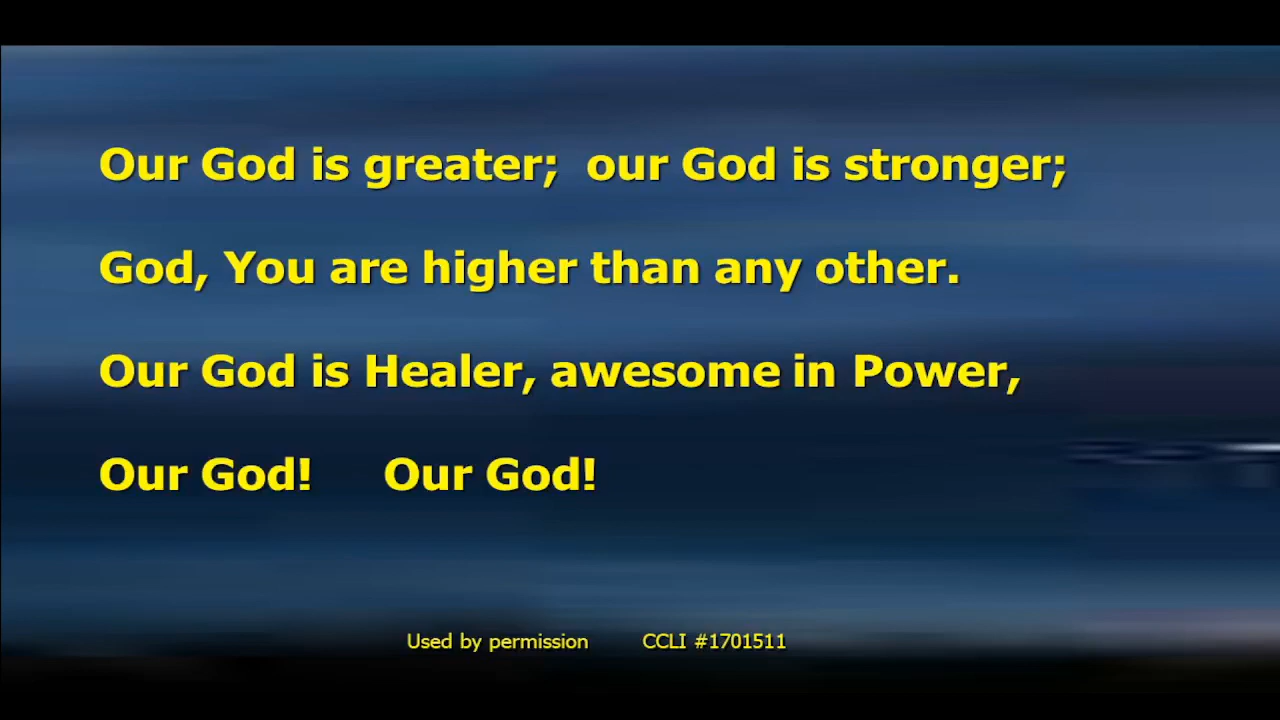 Our God is greater; our God is stronger;
God, You are higher than any other.
Our God is Healer, awesome in Power,
Our God! Our God!
Used by permission CCLI #1701511